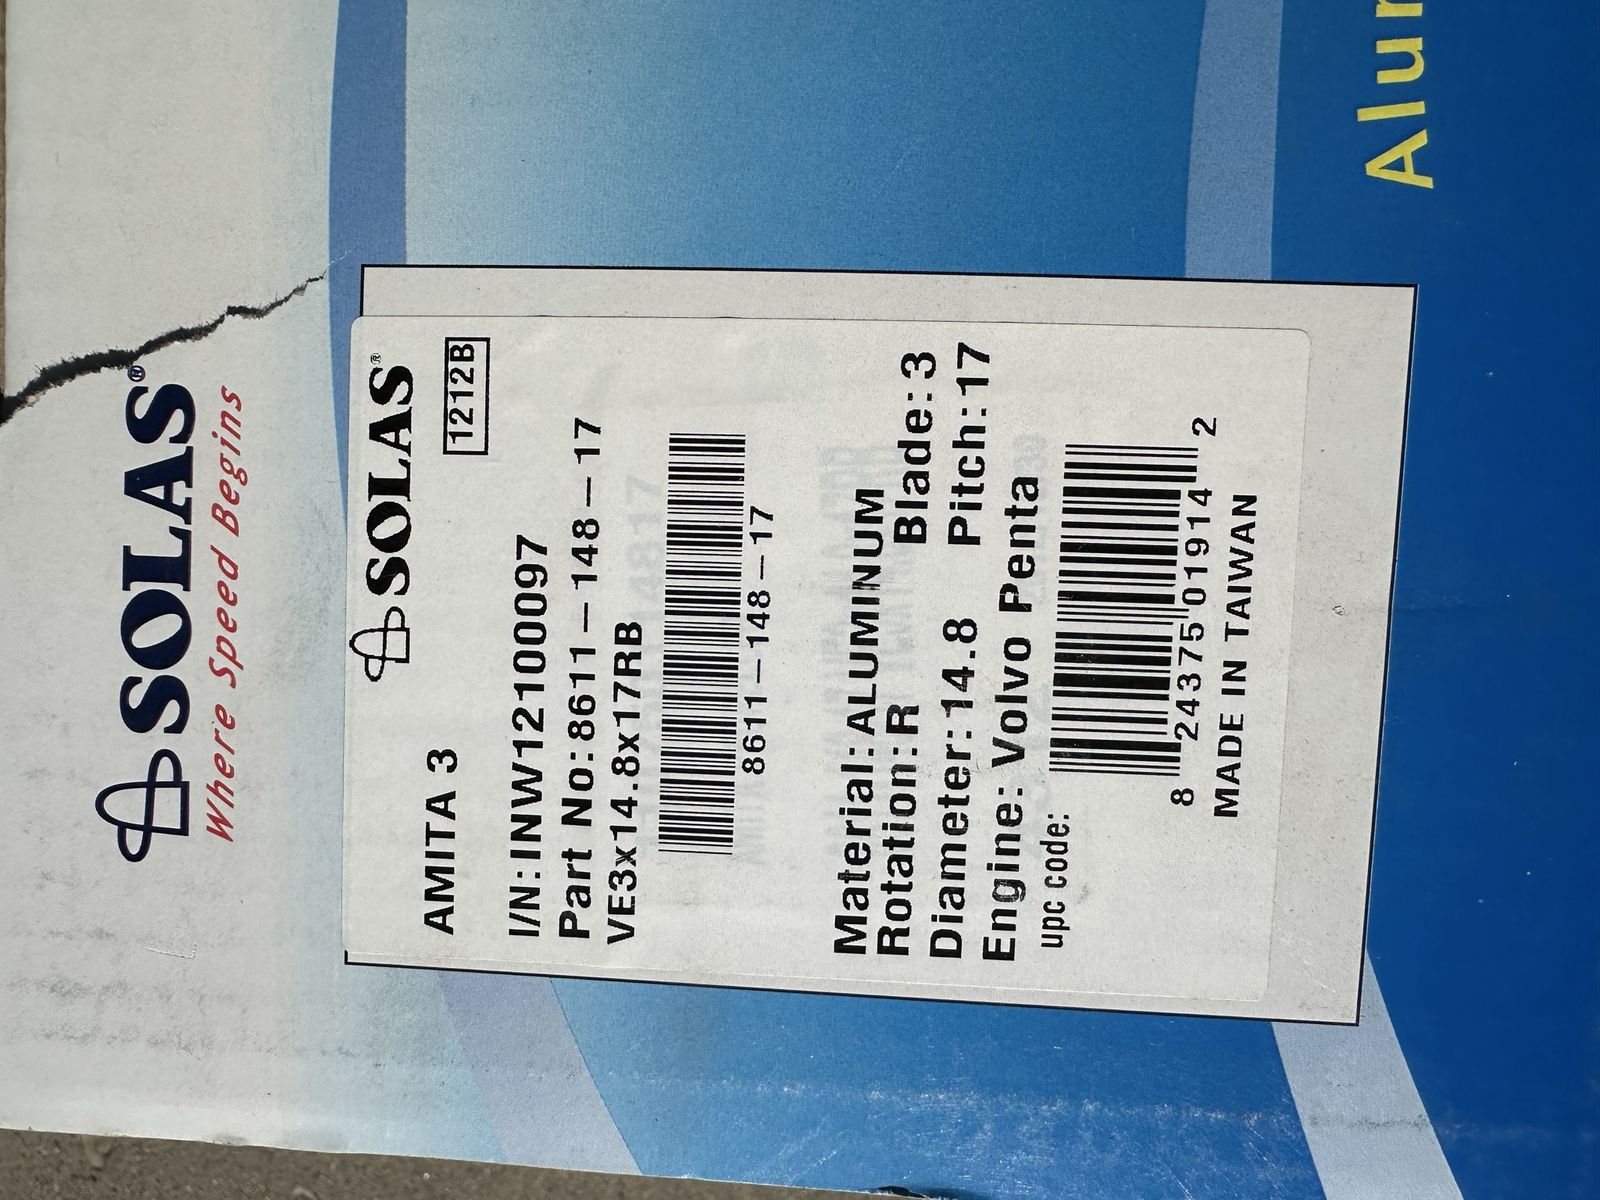 SOLAS®
Where Speed Begins
SOLAS®
AMITA 3 1212B
I/N:INW12100097
Part No:8611-148-17
VE3x14.8x17RB
8611-148-17
Material:ALUMINUM
Rotation:R Blade:3
Diameter:14.8 Pitch:17
Engine: Volvo Penta
upc code:
8 24375 01914 2
MADE IN TAIWAN